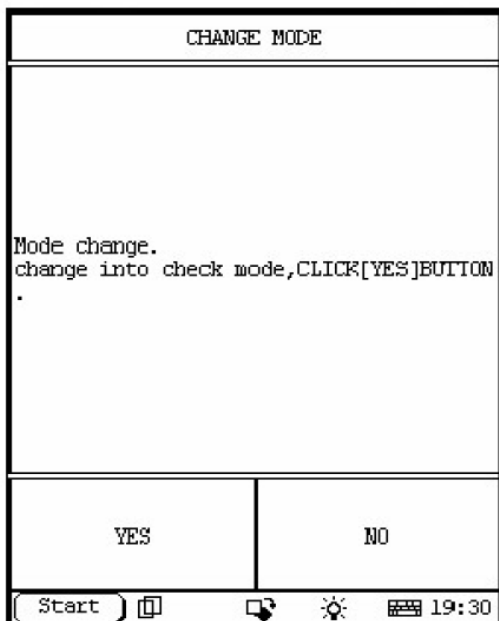 CHANGE MODE
Mode change.
change into check mode,CLICK[YES]BUTTON
.
YES
NO
Start
19:30